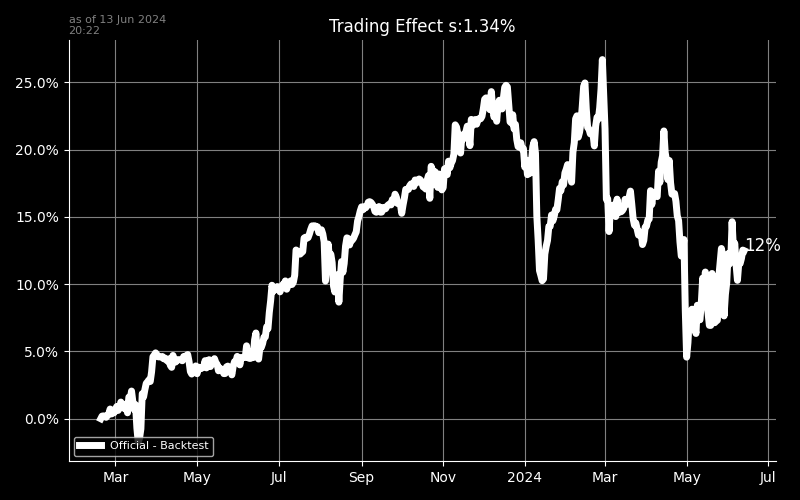 as of 13 Jun 2024
20:22
Trading Effect s:1.34%
25.0%
20.0%
15.0%
12%
10.0%
5.0%
0.0%
Official - Backtest
Mar May Jul Sep Nov 2024 Mar May Jul